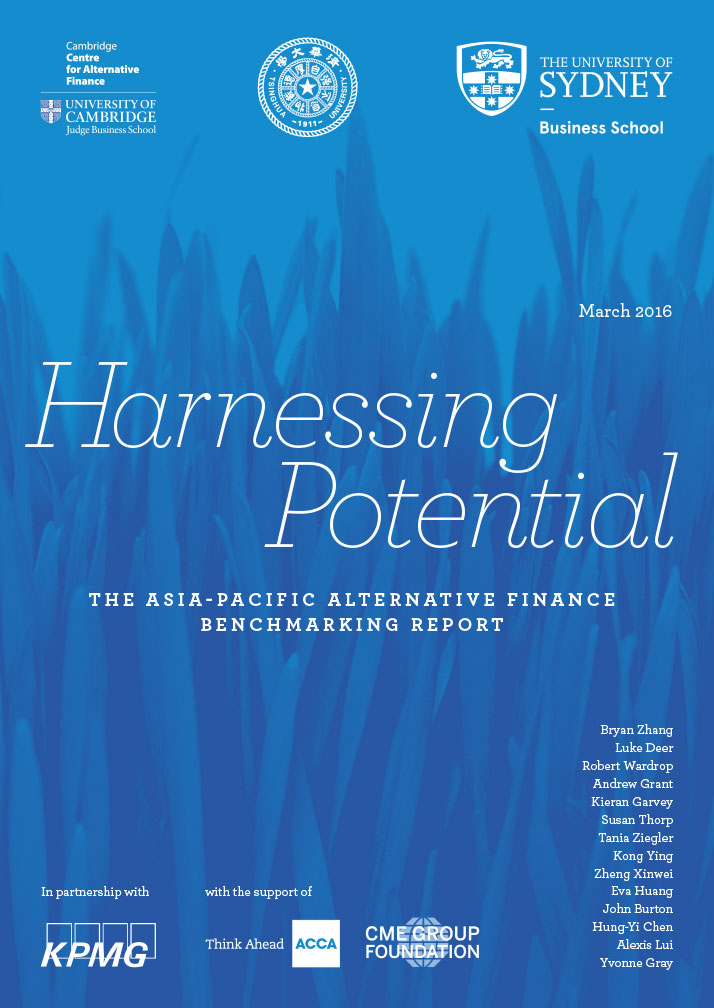 Cambridge
Centre
for Alternative
Finance
UNIVERSITY OF
CAMBRIDGE
Judge Business School
TSINGHUA UNIVERSITY
~1911~
THE UNIVERSITY OF
SYDNEY
Business School
March 2016
Harnessing
Potential
THE ASIA-PACIFIC ALTERNATIVE FINANCE
BENCHMARKING REPORT
Bryan Zhang
Luke Deer
Robert Wardrop
Andrew Grant
Kieran Garvey
Susan Thorp
Tania Ziegler
Kong Ying
Zheng Xinwei
Eva Huang
John Burton
Hung-Yi Chen
Alexis Lui
Yvonne Gray
In partnership with
KPMG
with the support of
Think Ahead
ACCA
CME GROUP
FOUNDATION